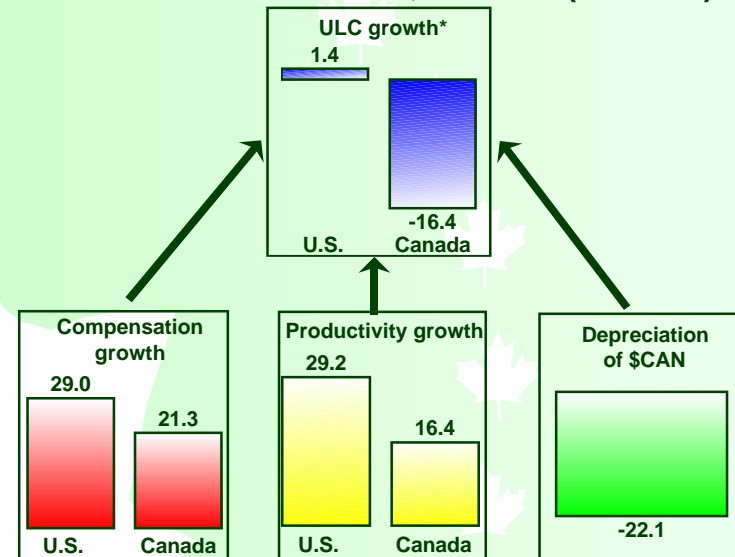 ULC growth*
1.4
-16.4
U.S. Canada
Compensation
growth
29.0
21.3
U.S. Canada
Productivity growth
29.2
16.4
U.S. Canada
Depreciation
of $CAN
-22.1